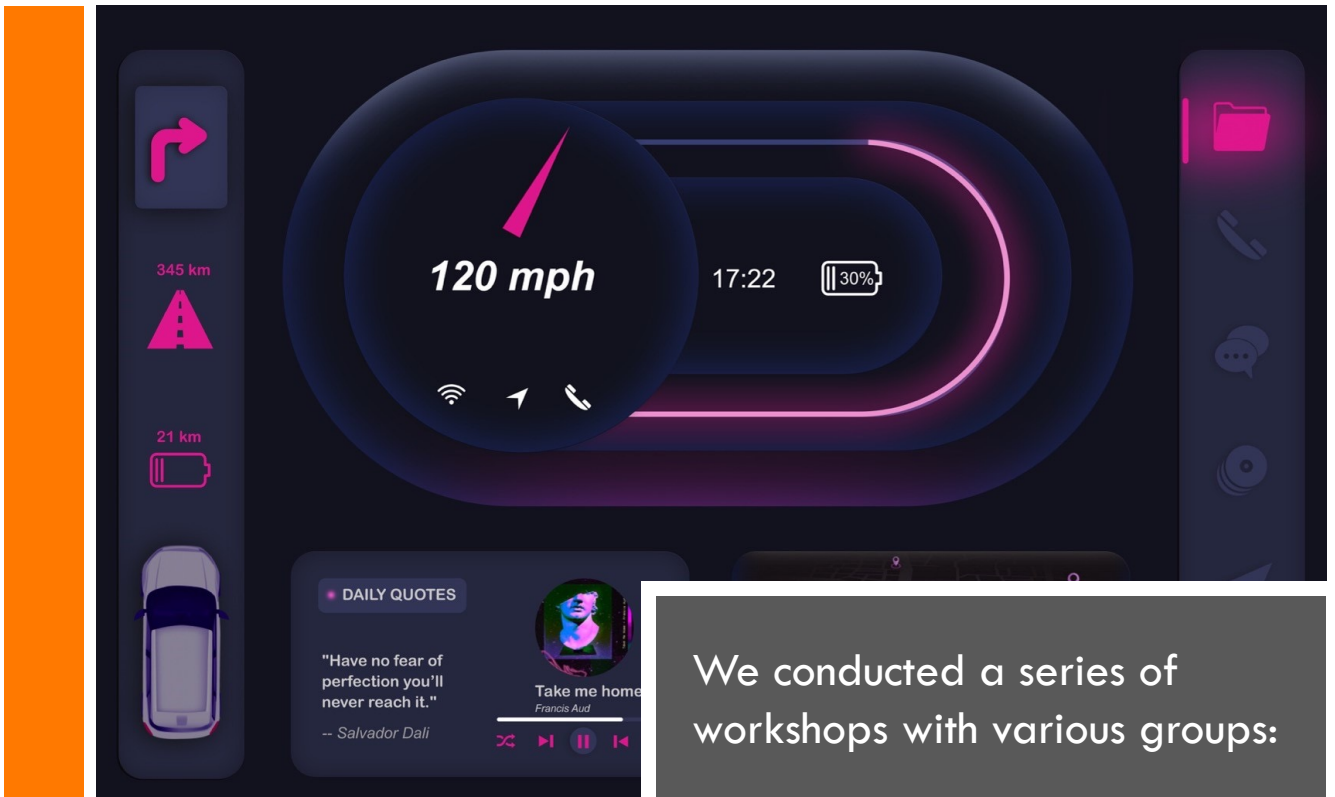 345 km
120 mph
17:22
30%
21 km
DAILY QUOTES
"Have no fear of
perfection you'll
never reach it."
-- Salvador Dali
Take me home
Francis Aud
We conducted a series of
workshops with various groups: